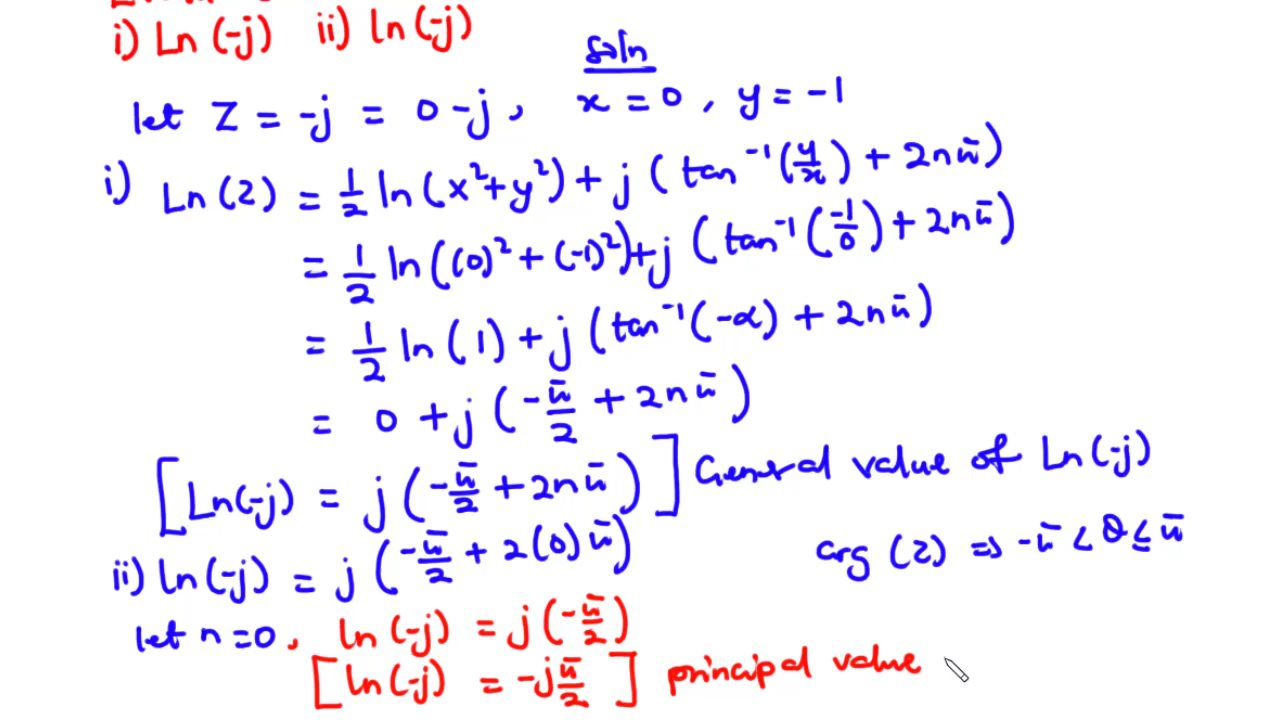 i) Ln (-j) ii) ln (-j)
soln
let Z = -j = 0 -j, x = 0, y = -1
i) Ln (z) = 1/2 ln (x²+y²) + j (tan⁻¹(y/x) + 2nπ)
= 1/2 ln ((0)² + (-1)²) + j (tan⁻¹(-1/0) + 2nπ)
= 1/2 ln (1) + j (tan⁻¹(-α) + 2nπ)
= 0 + j (-π/2 + 2nπ)
[Ln(-j) = j (-π/2 + 2nπ)] General value of Ln (-j)
ii) ln (-j) = j (-π/2 + 2(0)π) arg (z) => -π < θ ≤ π
let n = 0, ln (-j) = j (-π/2)
[ln (-j) = -jπ/2] principal value